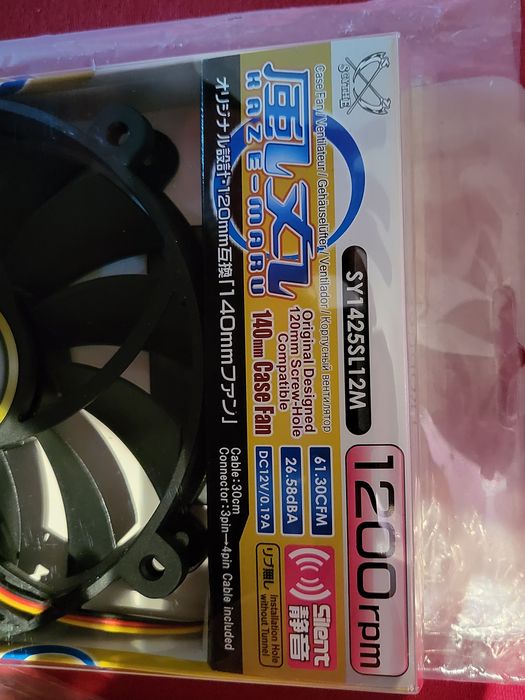 SCYTHE
Case Fan / Ventilateur / Gehäuselüfter / Ventilador / Корпусный вентилятор
風丸
KAZE-MARU
オリジナル設計・120mm互換「140mmファン」
SY1425SL12M
Original Designed
120mm Screw-Hole
Compatible
140mm Case Fan
1200rpm
61.30CFM
26.58dBA
DC12V/0.19A
Silent
静音
リブ無し
Installation Hole
without Tunnel
Cable:30cm
Connector:3pin→4pin Cable included